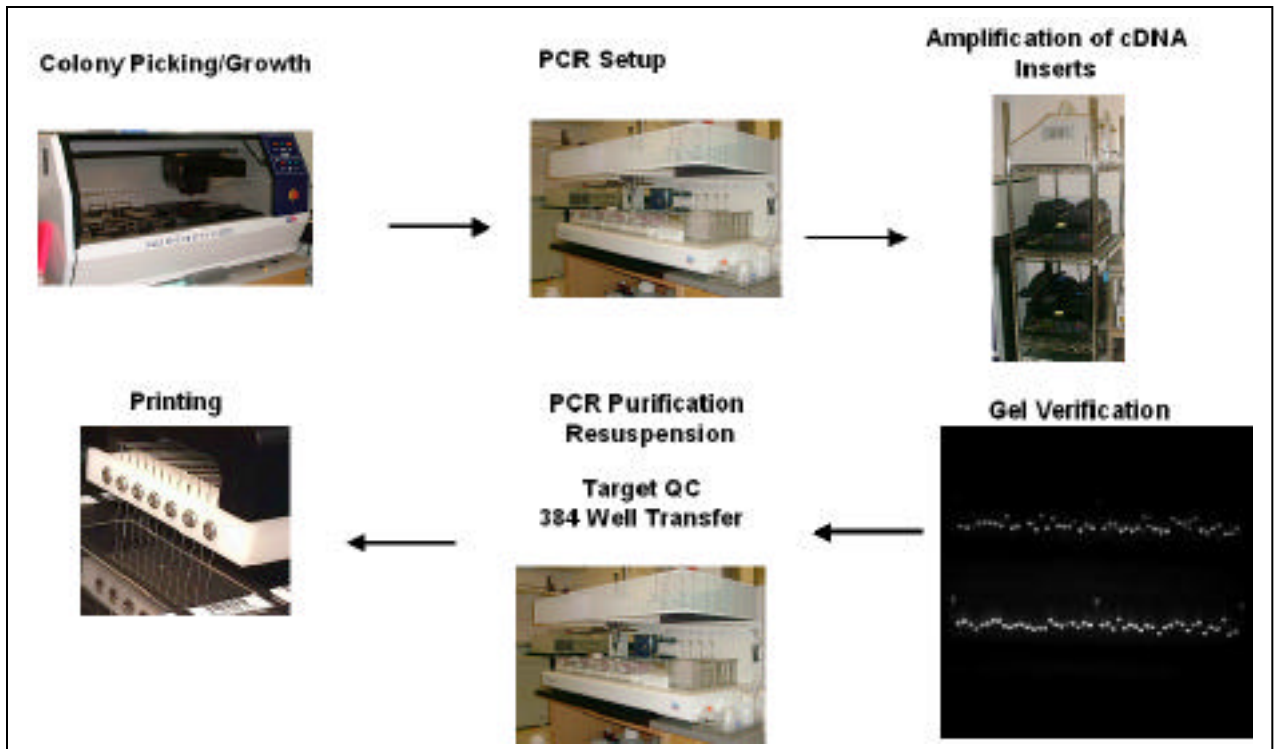 Colony Picking/Growth
PCR Setup
Amplification of cDNA
Inserts
Gel Verification
PCR Purification
Resuspension
Target QC
384 Well Transfer
Printing